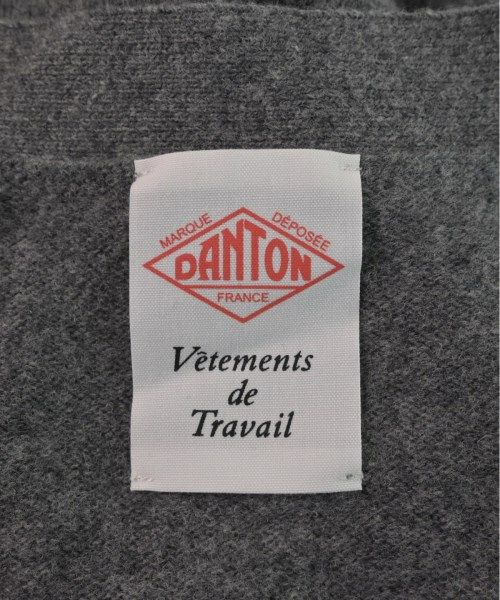 MARQUE DÉPOSÉE
DANTON
FRANCE
Vêtements
de
Travail